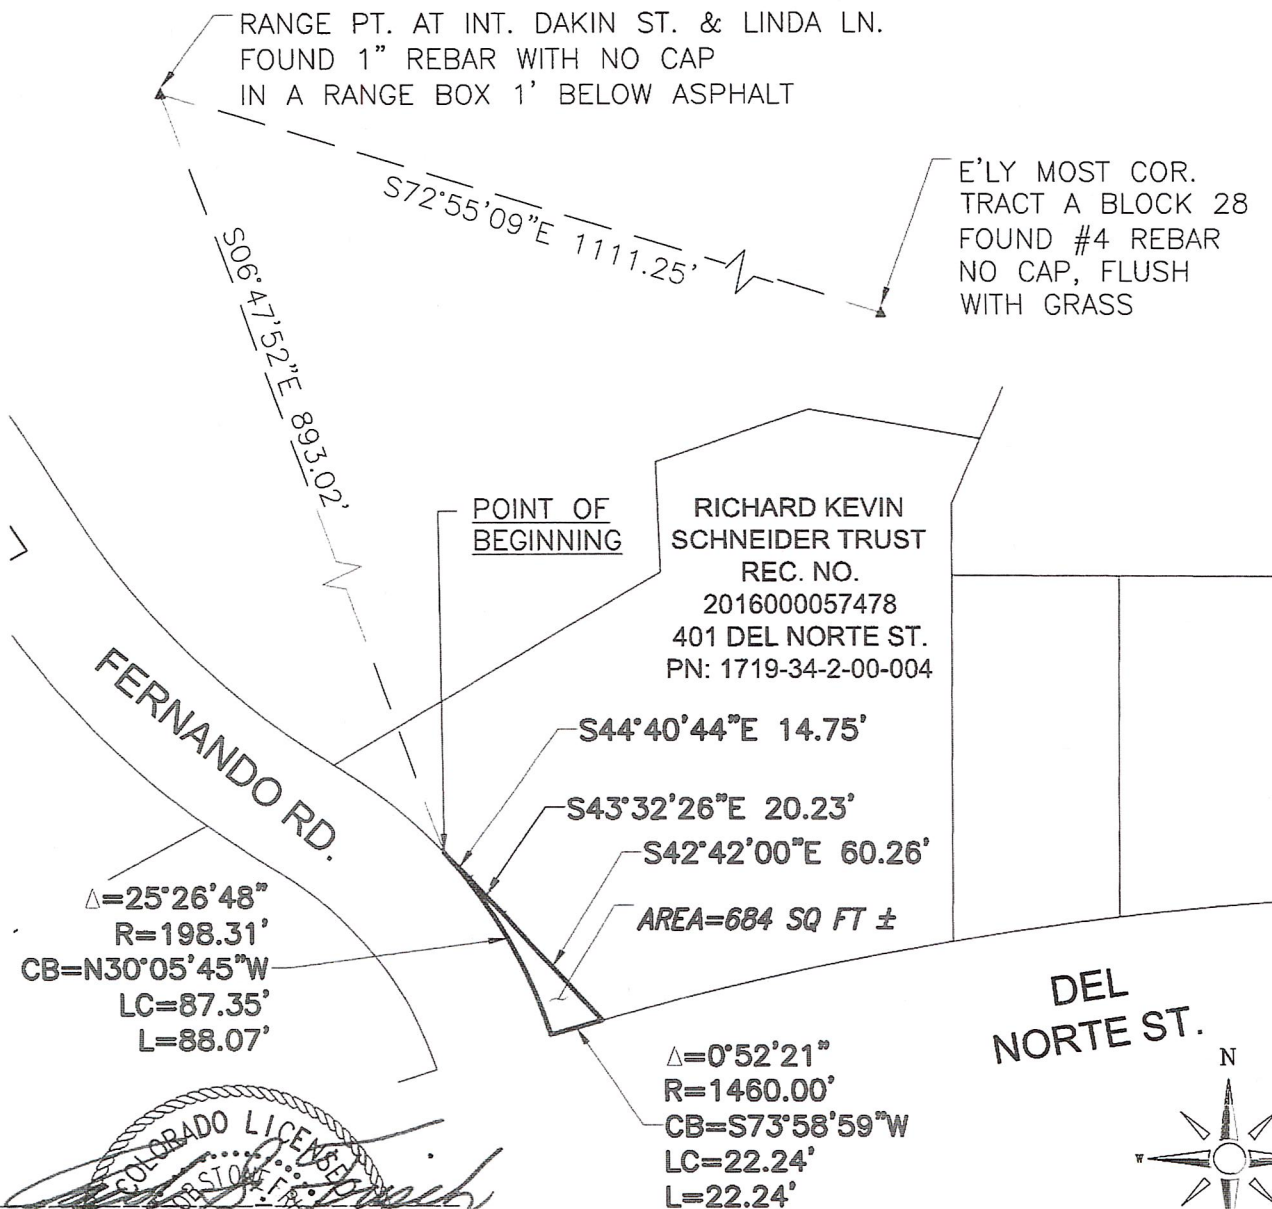 RANGE PT. AT INT. DAKIN ST. & LINDA LN.
FOUND 1" REBAR WITH NO CAP
IN A RANGE BOX 1' BELOW ASPHALT
E'LY MOST COR.
TRACT A BLOCK 28
FOUND #4 REBAR
NO CAP, FLUSH
WITH GRASS
S72°55'09"E 1111.25'
S06°47'52"E 893.02'
POINT OF
BEGINNING
RICHARD KEVIN
SCHNEIDER TRUST
REC. NO.
2016000057478
401 DEL NORTE ST.
PN: 1719-34-2-00-004
FERNANDO RD.
S44°40'44"E 14.75'
S43°32'26"E 20.23'
S42°42'00"E 60.26'
AREA=684 SQ FT ±
Δ=25°26'48"
R=198.31'
CB=N30°05'45"W
LC=87.35'
L=88.07'
DEL
NORTE ST.
Δ=0°52'21"
R=1460.00'
CB=S73°58'59"W
LC=22.24'
L=22.24'
N
W
COLORADO LICENSED